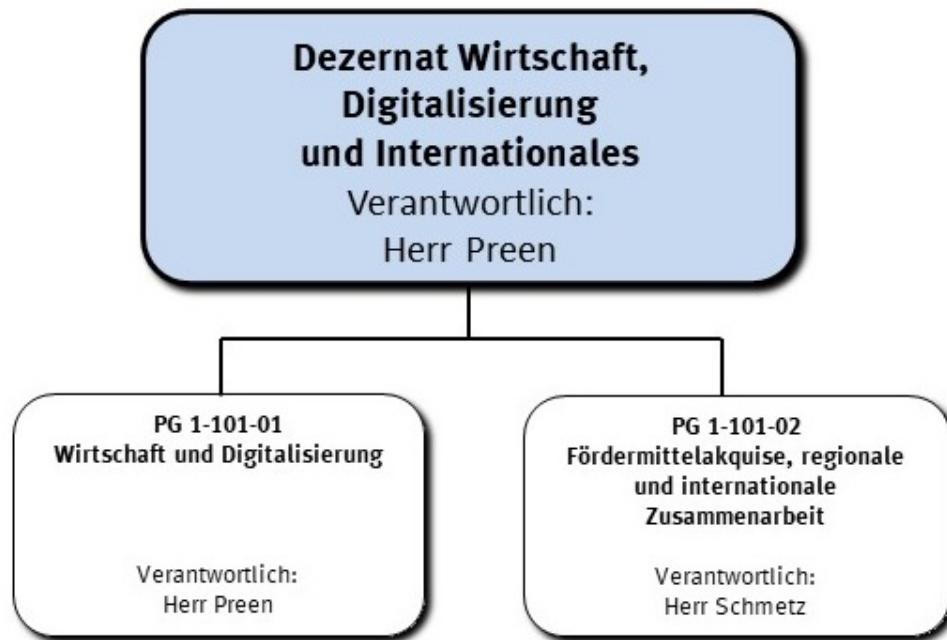 Dezernat Wirtschaft,
Digitalisierung
und Internationales
Verantwortlich:
Herr Preen
PG 1-101-01
Wirtschaft und Digitalisierung
Verantwortlich:
Herr Preen
PG 1-101-02
Fördermittelakquise, regionale
und internationale
Zusammenarbeit
Verantwortlich:
Herr Schmetz